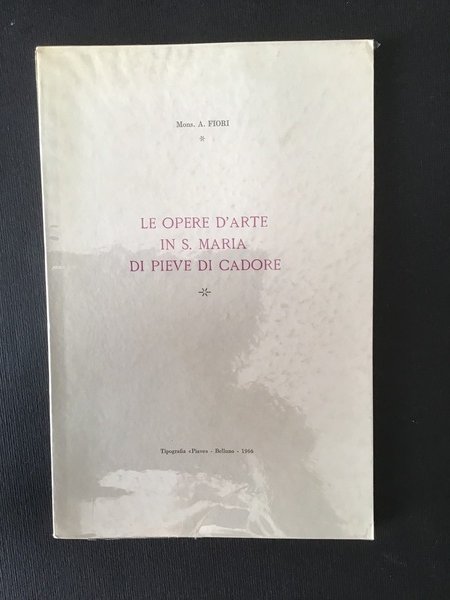 Mons. A. FIORI
LE OPERE D'ARTE
IN S. MARIA
DI PIEVE DI CADORE
Tipografia «Piave» - Belluno - 1966